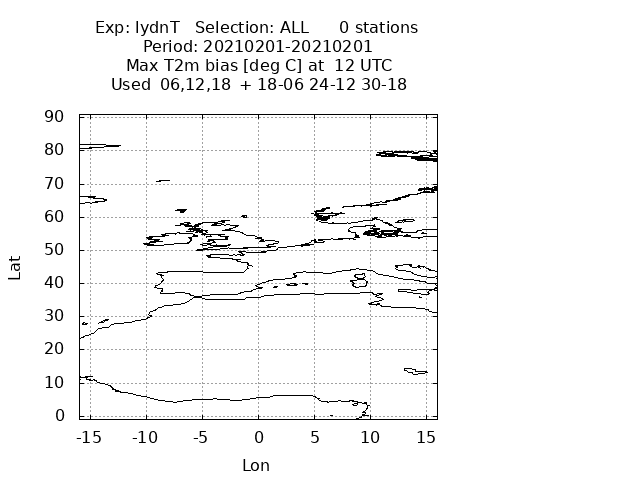 Exp: lydnT   Selection: ALL      0 stations
Period: 20210201-20210201
Max T2m bias [deg C] at  12 UTC
Used  06,12,18  + 18-06 24-12 30-18
90
80
70
60
50
40
30
20
10
0
Lat
-15 -10 -5 0 5 10 15
Lon